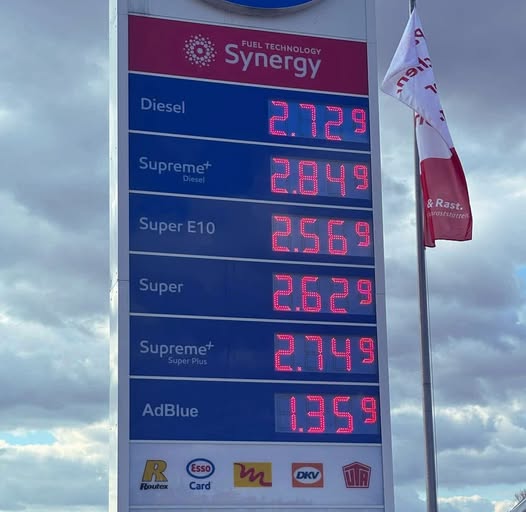 FUEL TECHNOLOGY
Synergy
Diesel 2.729
Supreme+ 2.849
Diesel
Super E10 2.569
Super 2.629
Supreme+ 2.749
Super Plus
AdBlue 1.359
R
Routex
Esso
Card
DKV
UTA
& Rast.